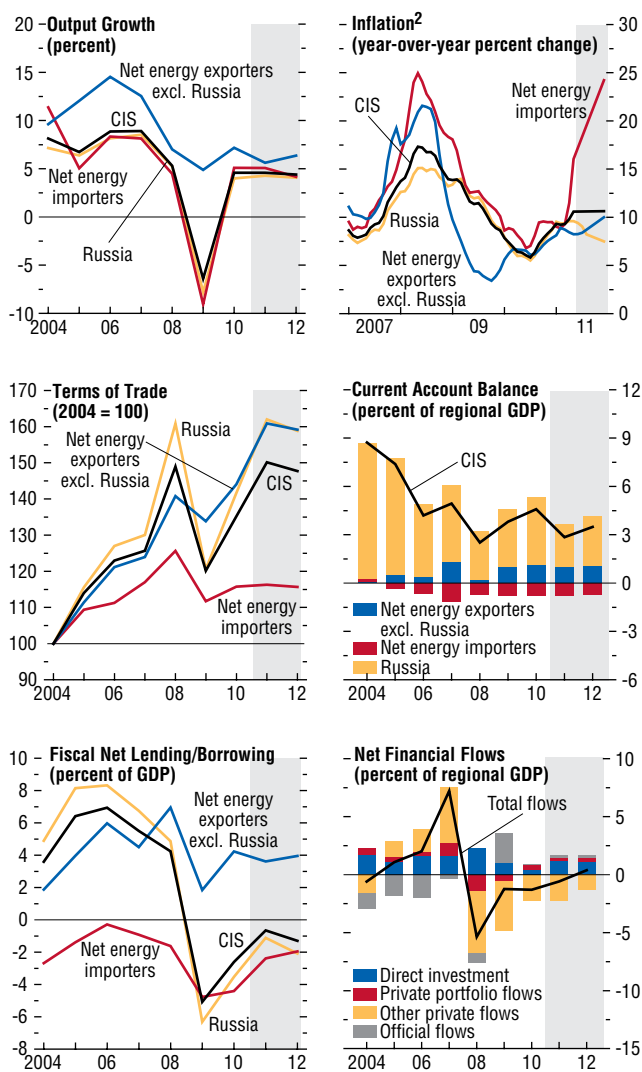 Output Growth
(percent)
20
15
10
5
0
-5
-10
Net energy exporters
excl. Russia
CIS
Net energy
importers
Russia
2004 06 08 10 12
Inflation2
(year-over-year percent change)
30
25
20
15
10
5
0
Net energy
importers
CIS
Russia
Net energy
exporters
excl. Russia
2007 09 11
Terms of Trade
(2004 = 100)
170
160
150
140
130
120
110
100
90
Russia
Net energy
exporters
excl. Russia
CIS
Net energy
importers
2004 06 08 10 12
Current Account Balance
(percent of regional GDP)
12
9
6
3
0
-3
-6
CIS
Net energy exporters
excl. Russia
Net energy importers
Russia
2004 06 08 10 12
Fiscal Net Lending/Borrowing
(percent of GDP)
10
8
6
4
2
0
-2
-4
-6
-8
Net energy
exporters
excl. Russia
Net energy
importers
CIS
Russia
2004 06 08 10 12
Net Financial Flows
(percent of regional GDP)
10
5
0
-5
-10
-15
Total flows
Direct investment
Private portfolio flows
Other private flows
Official flows
2004 06 08 10 12